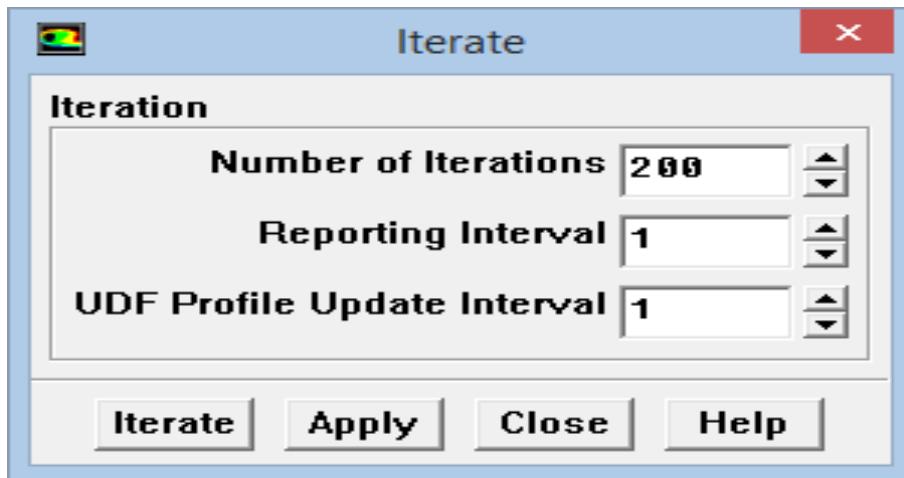 Iterate
Iteration
Number of Iterations 200
Reporting Interval 1
UDF Profile Update Interval 1
Iterate Apply Close Help